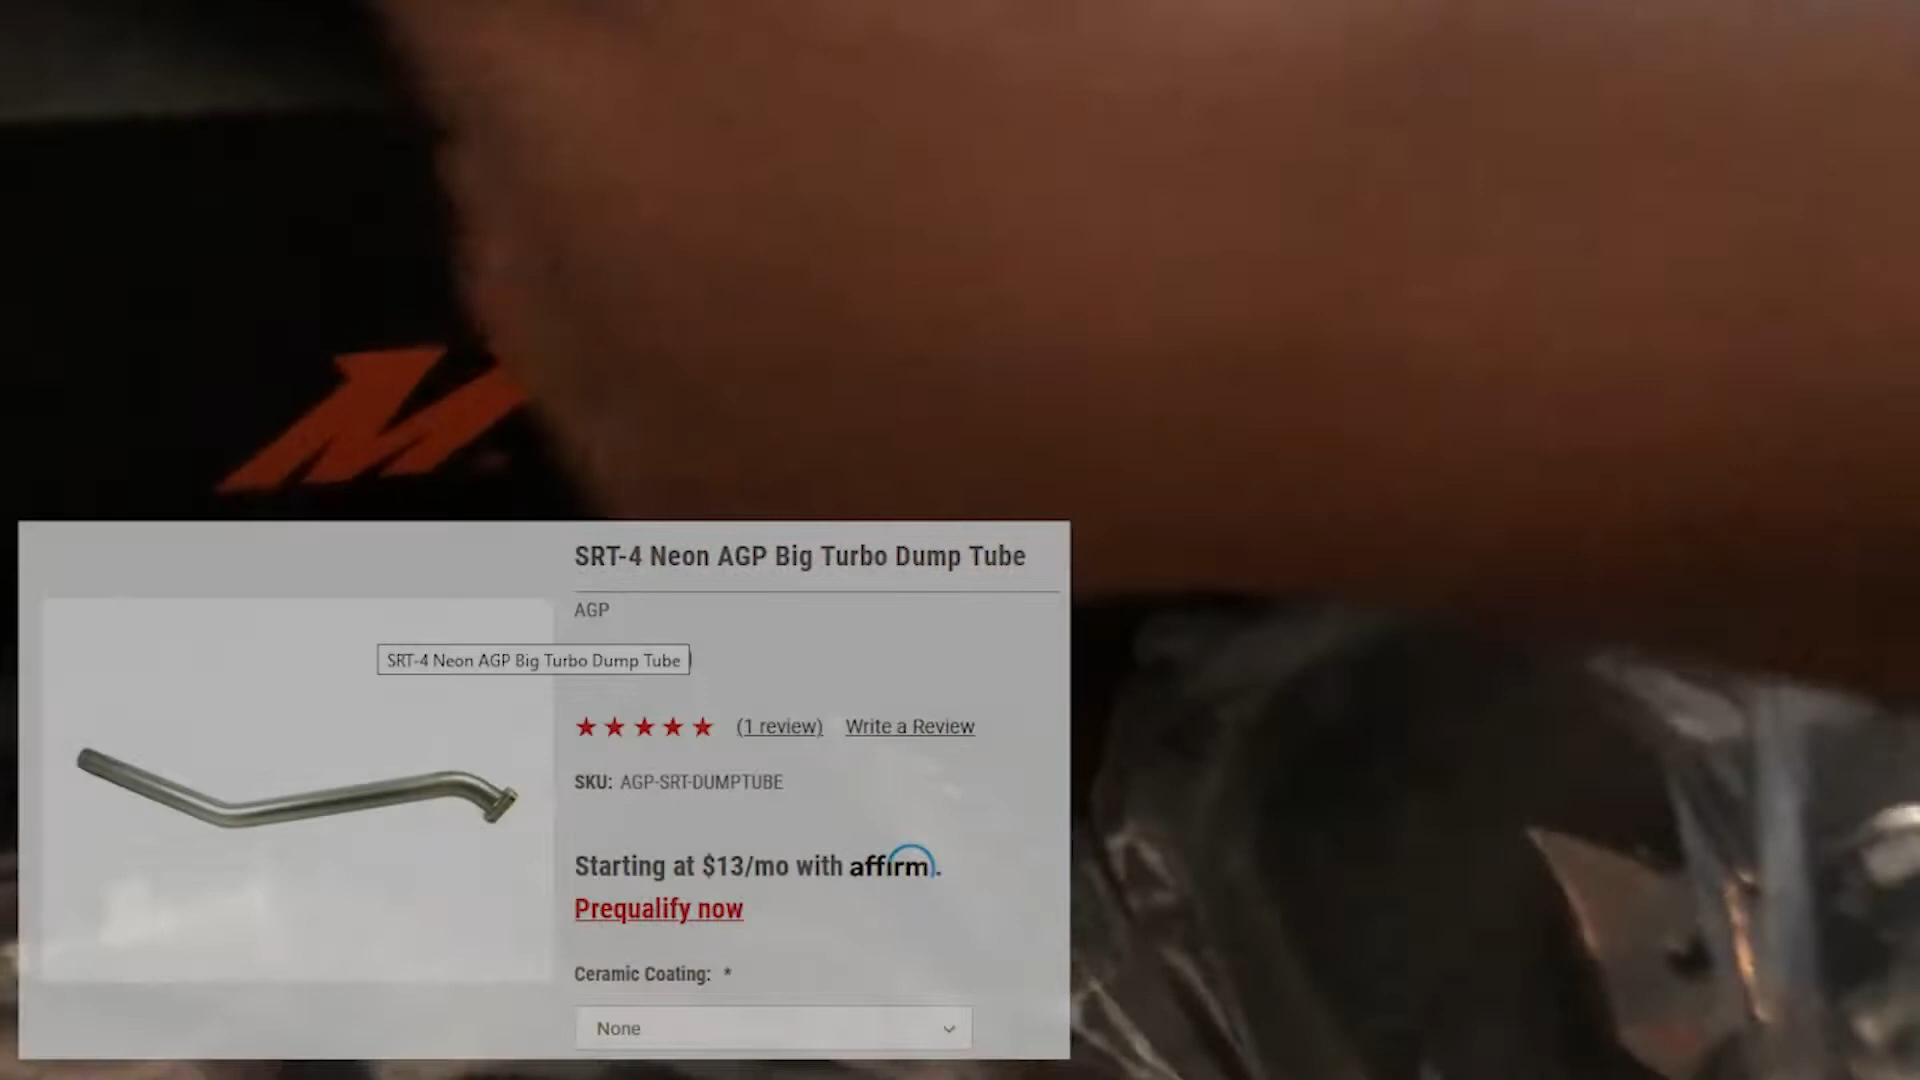 SRT-4 Neon AGP Big Turbo Dump Tube
AGP
SRT-4 Neon AGP Big Turbo Dump Tube
(1 review) Write a Review
SKU: AGP-SRT-DUMPTUBE
Starting at $13/mo with affirm.
Prequalify now
Ceramic Coating: *
None